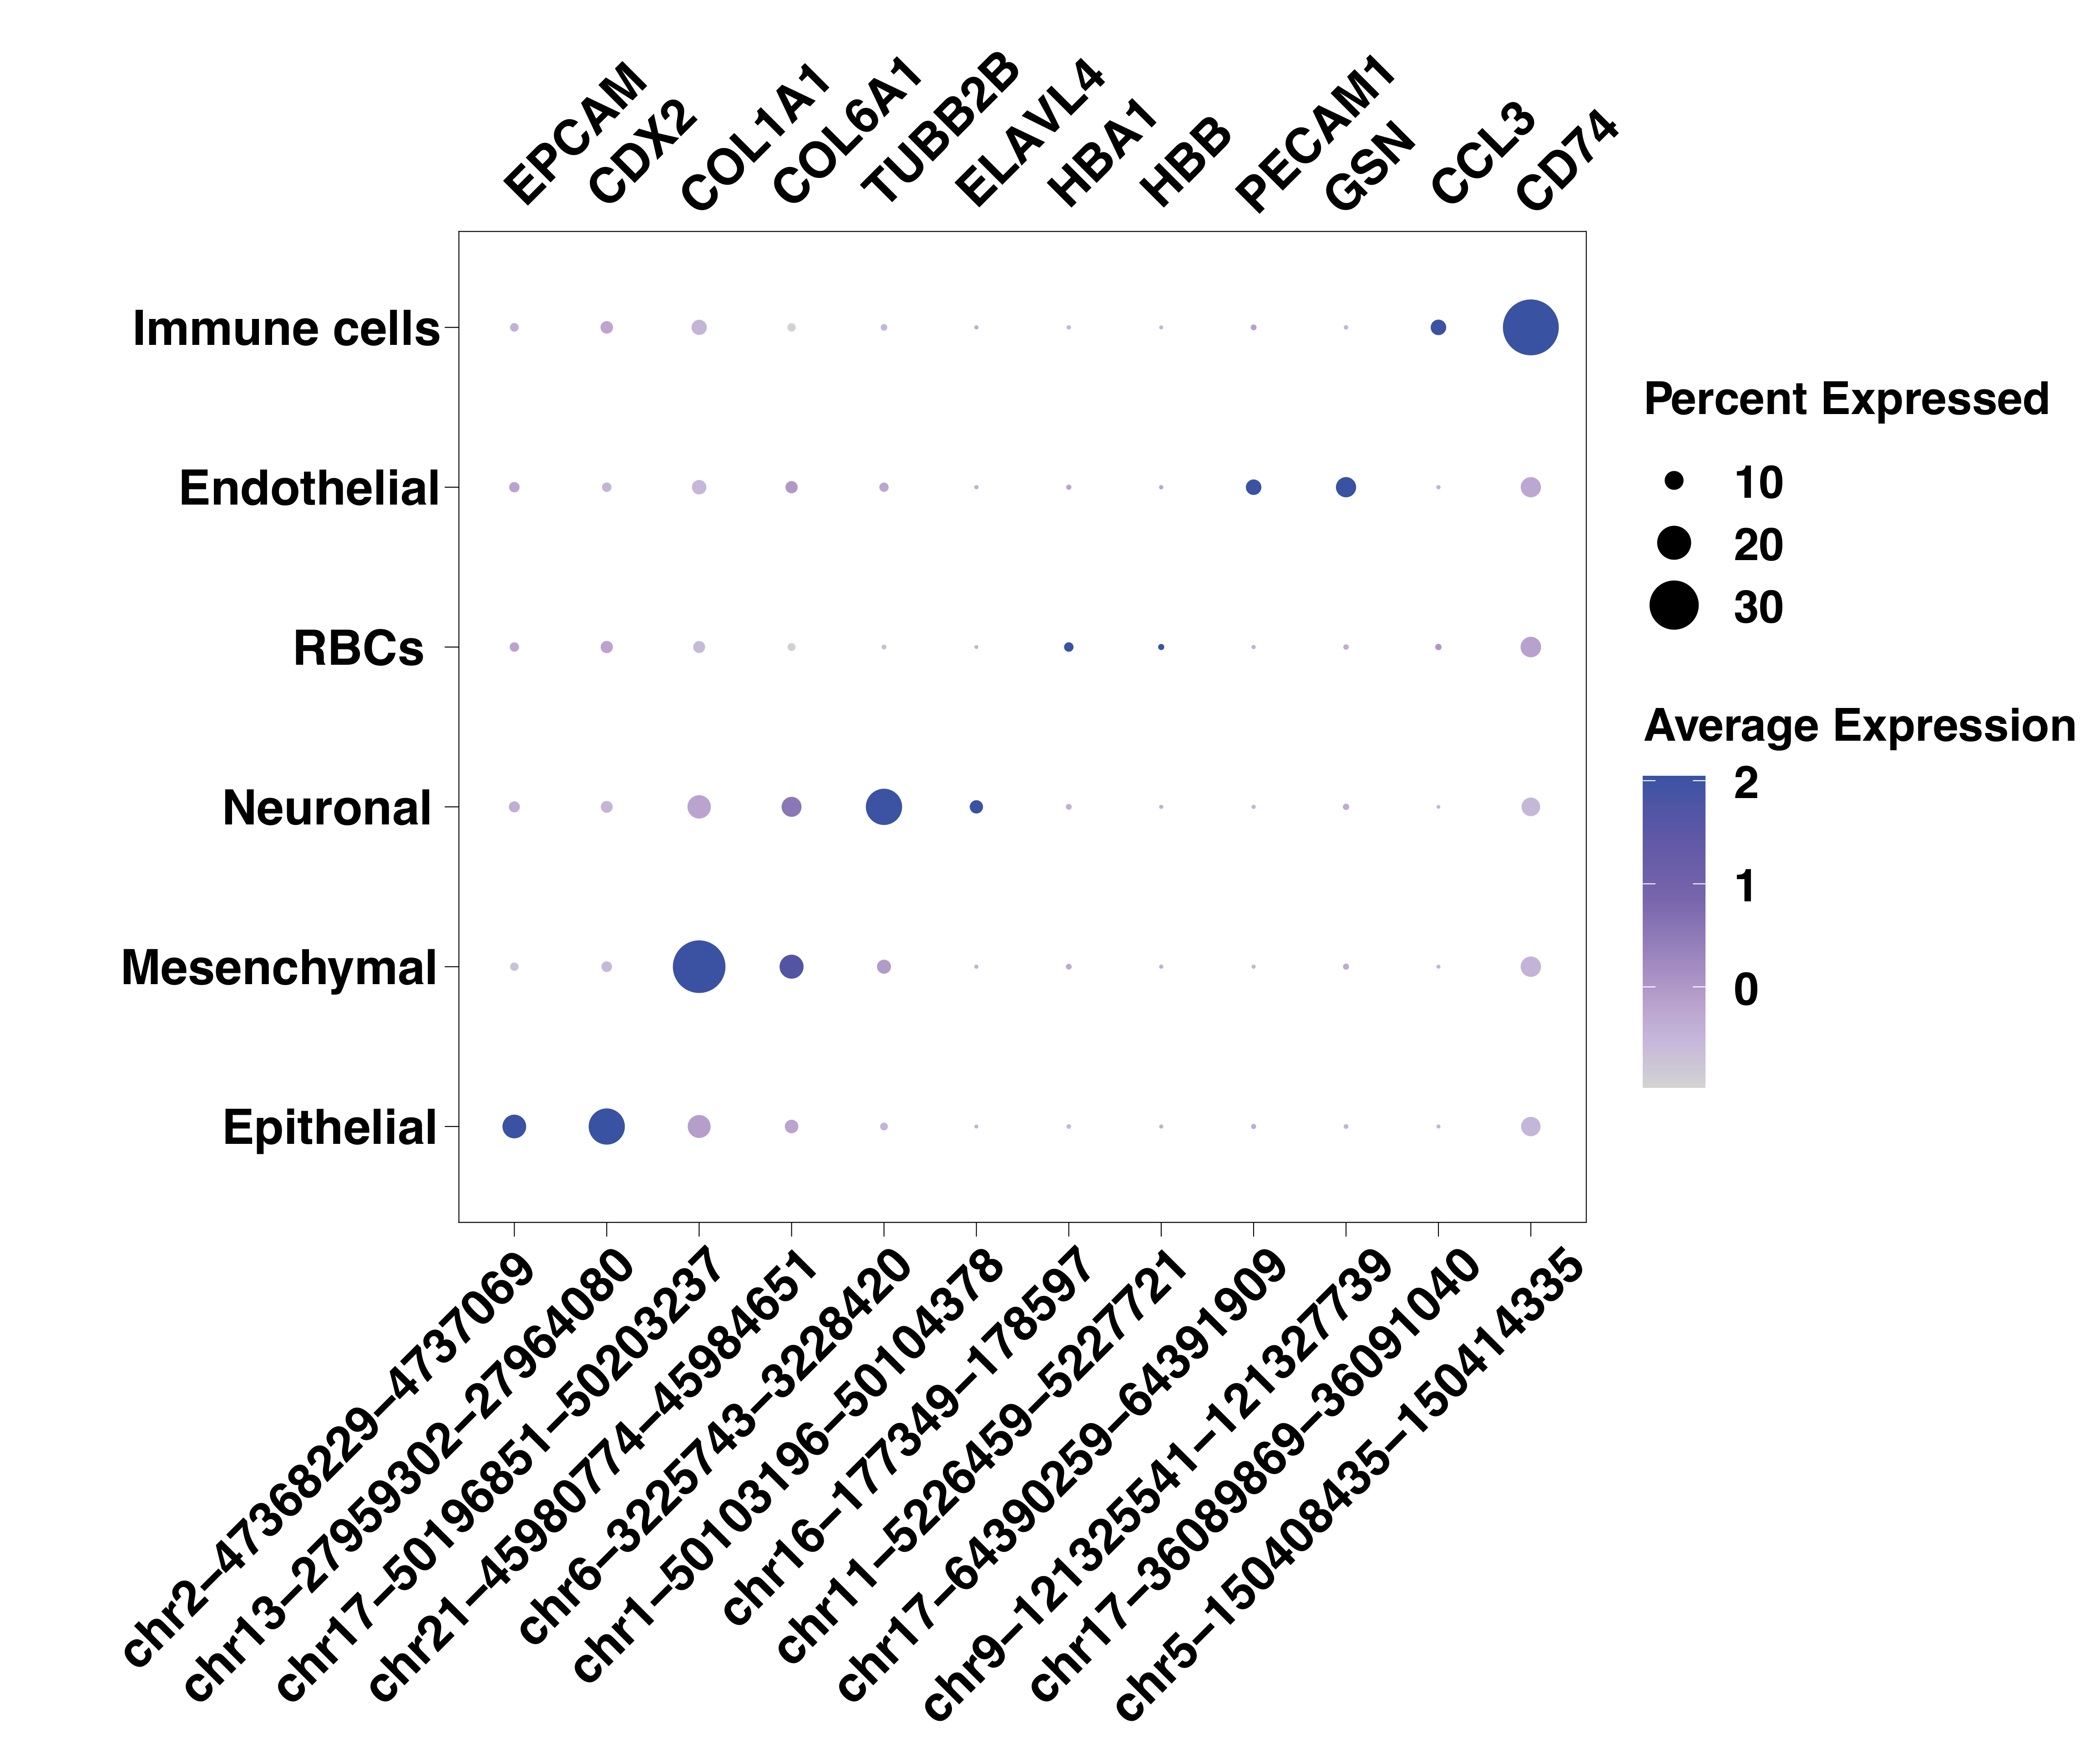 EPCAM
CDX2
COL1A1
COL6A1
TUBB2B
ELAVL4
HBA1
HBB
PECAM1
GSN
CCL3
CD74
Immune cells
Endothelial
RBCs
Neuronal
Mesenchymal
Epithelial
Percent Expressed
10
20
30
Average Expression
2
1
0
chr2–47368229–4737069
chr13–27959302–27964080
chr17–50196851–50203237
chr21–45980774–45984651
chr6–3225743–3228420
chr1–50103196–50104378
chr16–177349–178597
chr11–5226459–5227721
chr17–64390259–64391909
chr9–121325541–121327739
chr17–36089869–36091040
chr5–150408435–150414335